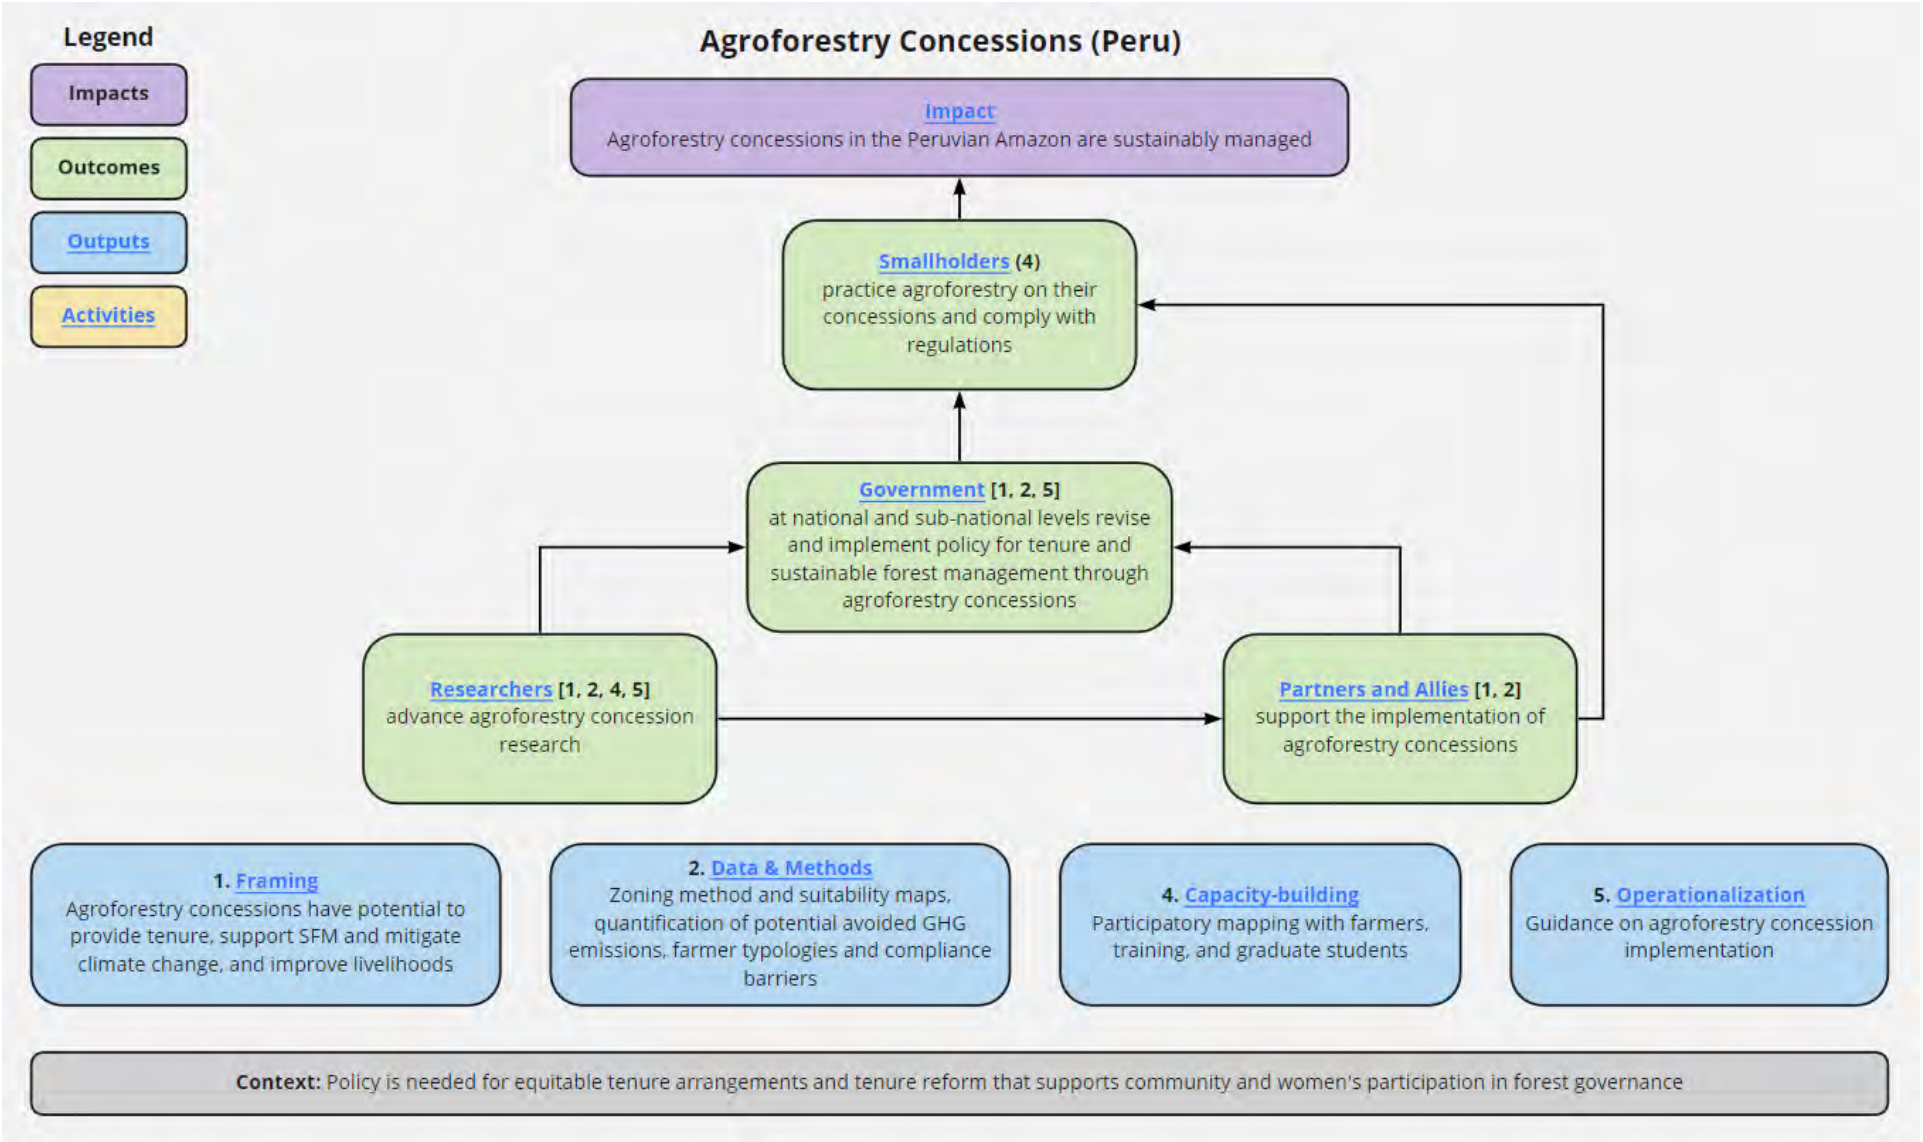 Legend
Impacts
Outcomes
Outputs
Activities
Agroforestry Concessions (Peru)
Impact
Agroforestry concessions in the Peruvian Amazon are sustainably managed
Smallholders (4)
practice agroforestry on their
concessions and comply with
regulations
Government [1, 2, 5]
at national and sub-national levels revise
and implement policy for tenure and
sustainable forest management through
agroforestry concessions
Researchers [1, 2, 4, 5]
advance agroforestry concession
research
Partners and Allies [1, 2]
support the implementation of
agroforestry concessions
1. Framing
Agroforestry concessions have potential to
provide tenure, support SFM and mitigate
climate change, and improve livelihoods
2. Data & Methods
Zoning method and suitability maps,
quantification of potential avoided GHG
emissions, farmer typologies and compliance
barriers
4. Capacity-building
Participatory mapping with farmers,
training, and graduate students
5. Operationalization
Guidance on agroforestry concession
implementation
Context: Policy is needed for equitable tenure arrangements and tenure reform that supports community and women's participation in forest governance